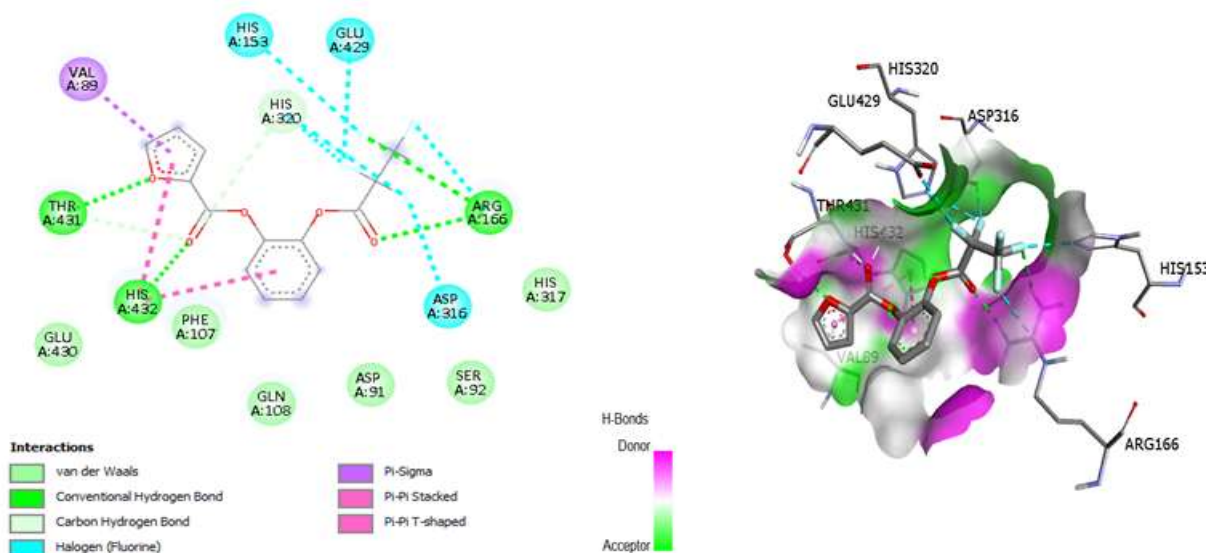 HIS
A:153
GLU
A:429
VAL
A:89
HIS
A:320
THR
A:431
ARG
A:166
HIS
A:432
PHE
A:107
ASP
A:316
HIS
A:317
GLU
A:430
GLN
A:108
ASP
A:91
SER
A:92
O
O
O
O
O
Interactions
van der Waals
Conventional Hydrogen Bond
Carbon Hydrogen Bond
Halogen (Fluorine)
Pi-Sigma
Pi-Pi Stacked
Pi-Pi T-shaped
H-Bonds
Donor
Acceptor
HIS320
GLU429
ASP316
THR431
HIS432
HIS153
VAL89
ARG166